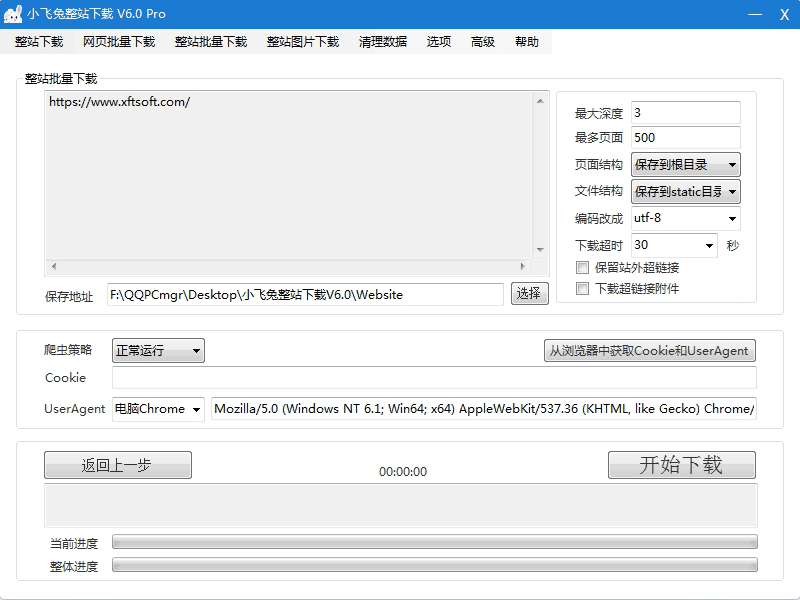 小飞兔整站下载 V6.0 Pro
整站下载 网页批量下载 整站批量下载 整站图片下载 清理数据 选项 高级 帮助
整站批量下载
https://www.xftsoft.com/
最大深度 3
最多页面 500
页面结构 保存到根目录
文件结构 保存到static目录
编码改成 utf-8
下载超时 30 秒
保留站外超链接
下载超链接附件
保存地址 F:\QQPCmgr\Desktop\小飞兔整站下载V6.0\Website 选择
爬虫策略 正常运行 从浏览器中获取Cookie和UserAgent
Cookie
UserAgent 电脑Chrome Mozilla/5.0 (Windows NT 6.1; Win64; x64) AppleWebKit/537.36 (KHTML, like Gecko) Chrome/
返回上一步 00:00:00 开始下载
当前进度
整体进度